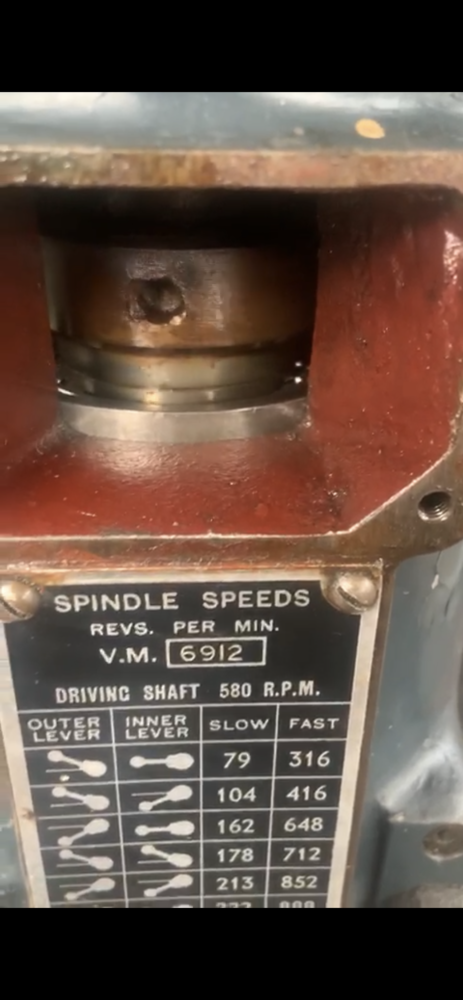 SPINDLE SPEEDS
REVS. PER MIN.
V.M. 6912
DRIVING SHAFT 580 R.P.M.
OUTER LEVER INNER LEVER SLOW FAST
79 316
104 416
162 648
178 712
213 852